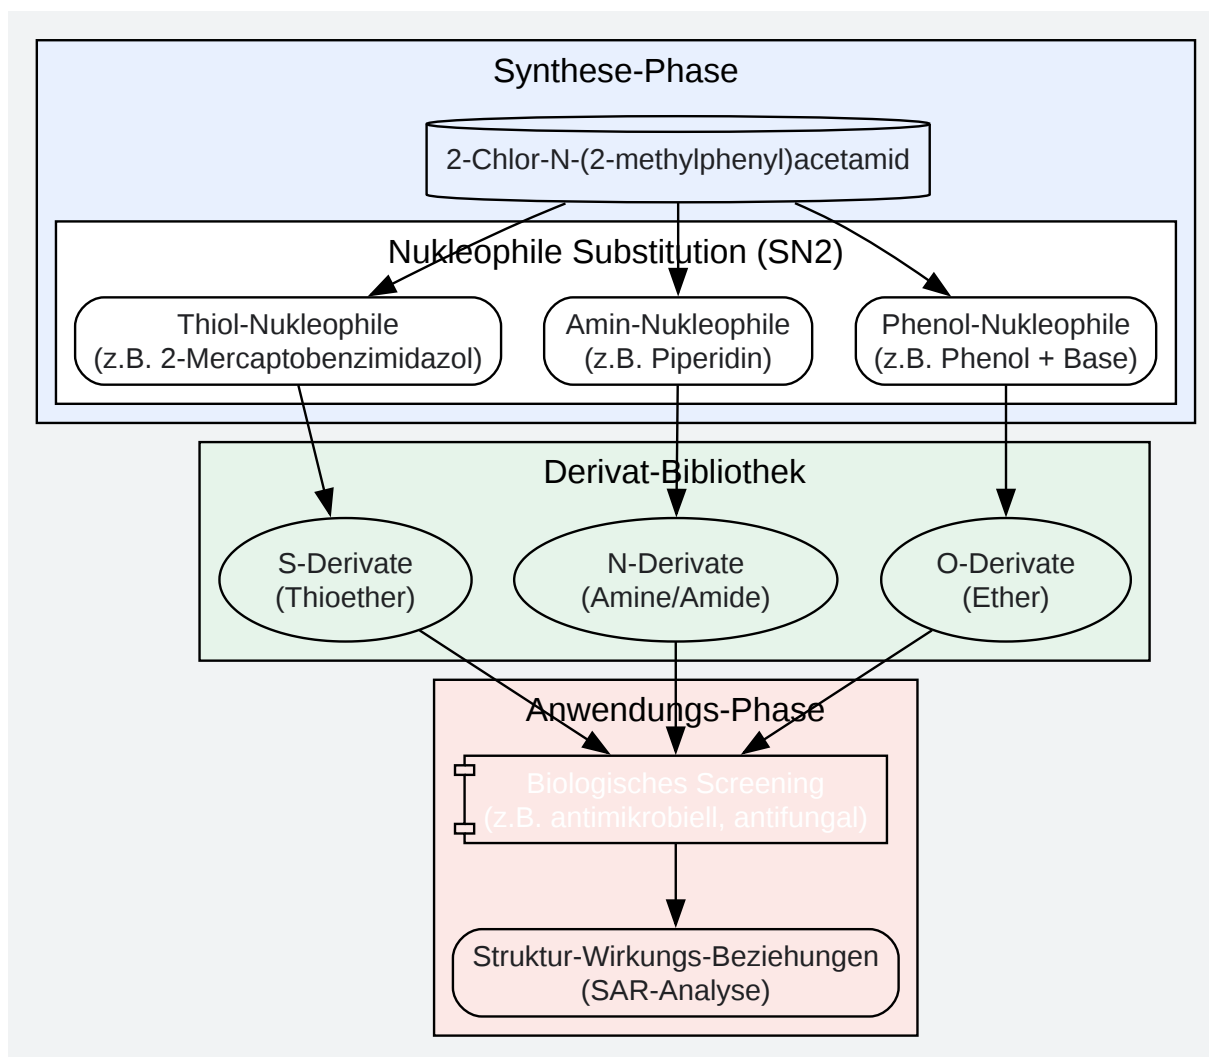 Synthese-Phase
2-Chlor-N-(2-methylphenyl)acetamid
Nukleophile Substitution (SN2)
Thiol-Nukleophile
(z.B. 2-Mercaptobenzimidazol)
Amin-Nukleophile
(z.B. Piperidin)
Phenol-Nukleophile
(z.B. Phenol + Base)
Derivat-Bibliothek
S-Derivate
(Thioether)
N-Derivate
(Amine/Amide)
O-Derivate
(Ether)
Anwendungs-Phase
Biologisches Screening
(z.B. antimikrobiell, antifungal)
Struktur-Wirkungs-Beziehungen
(SAR-Analyse)